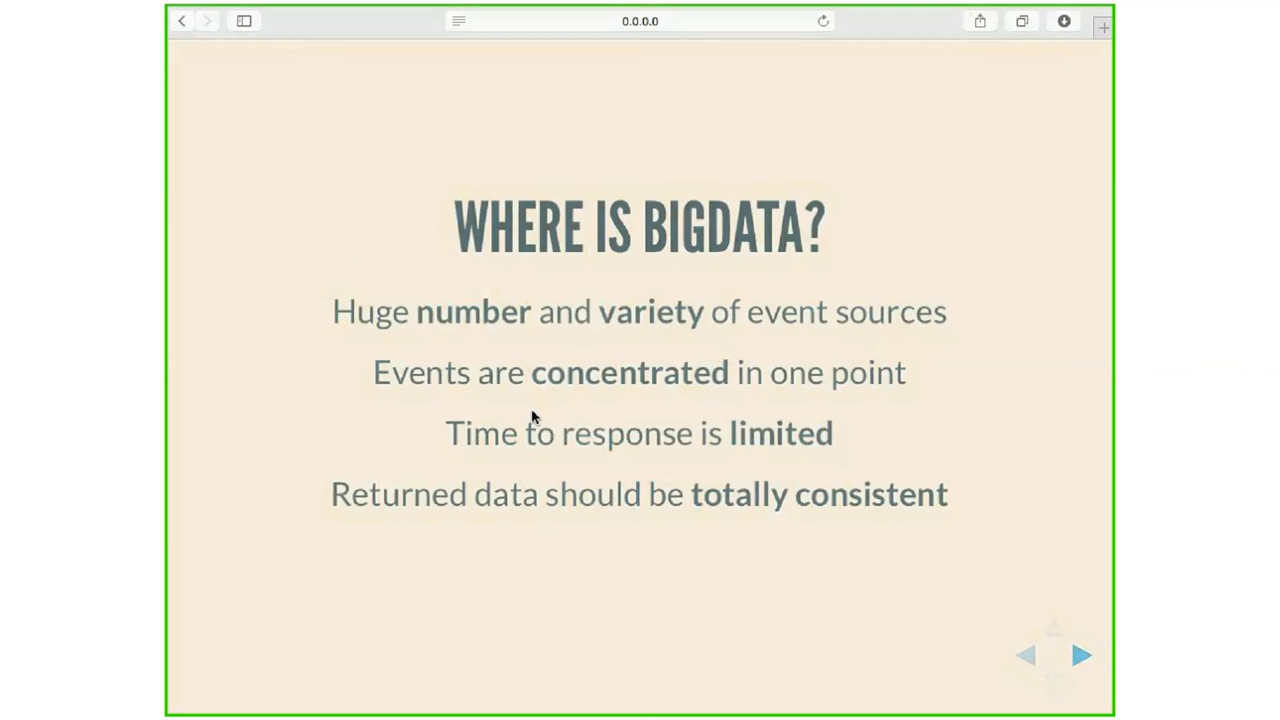 0.0.0.0
WHERE IS BIGDATA?
Huge number and variety of event sources
Events are concentrated in one point
Time to response is limited
Returned data should be totally consistent